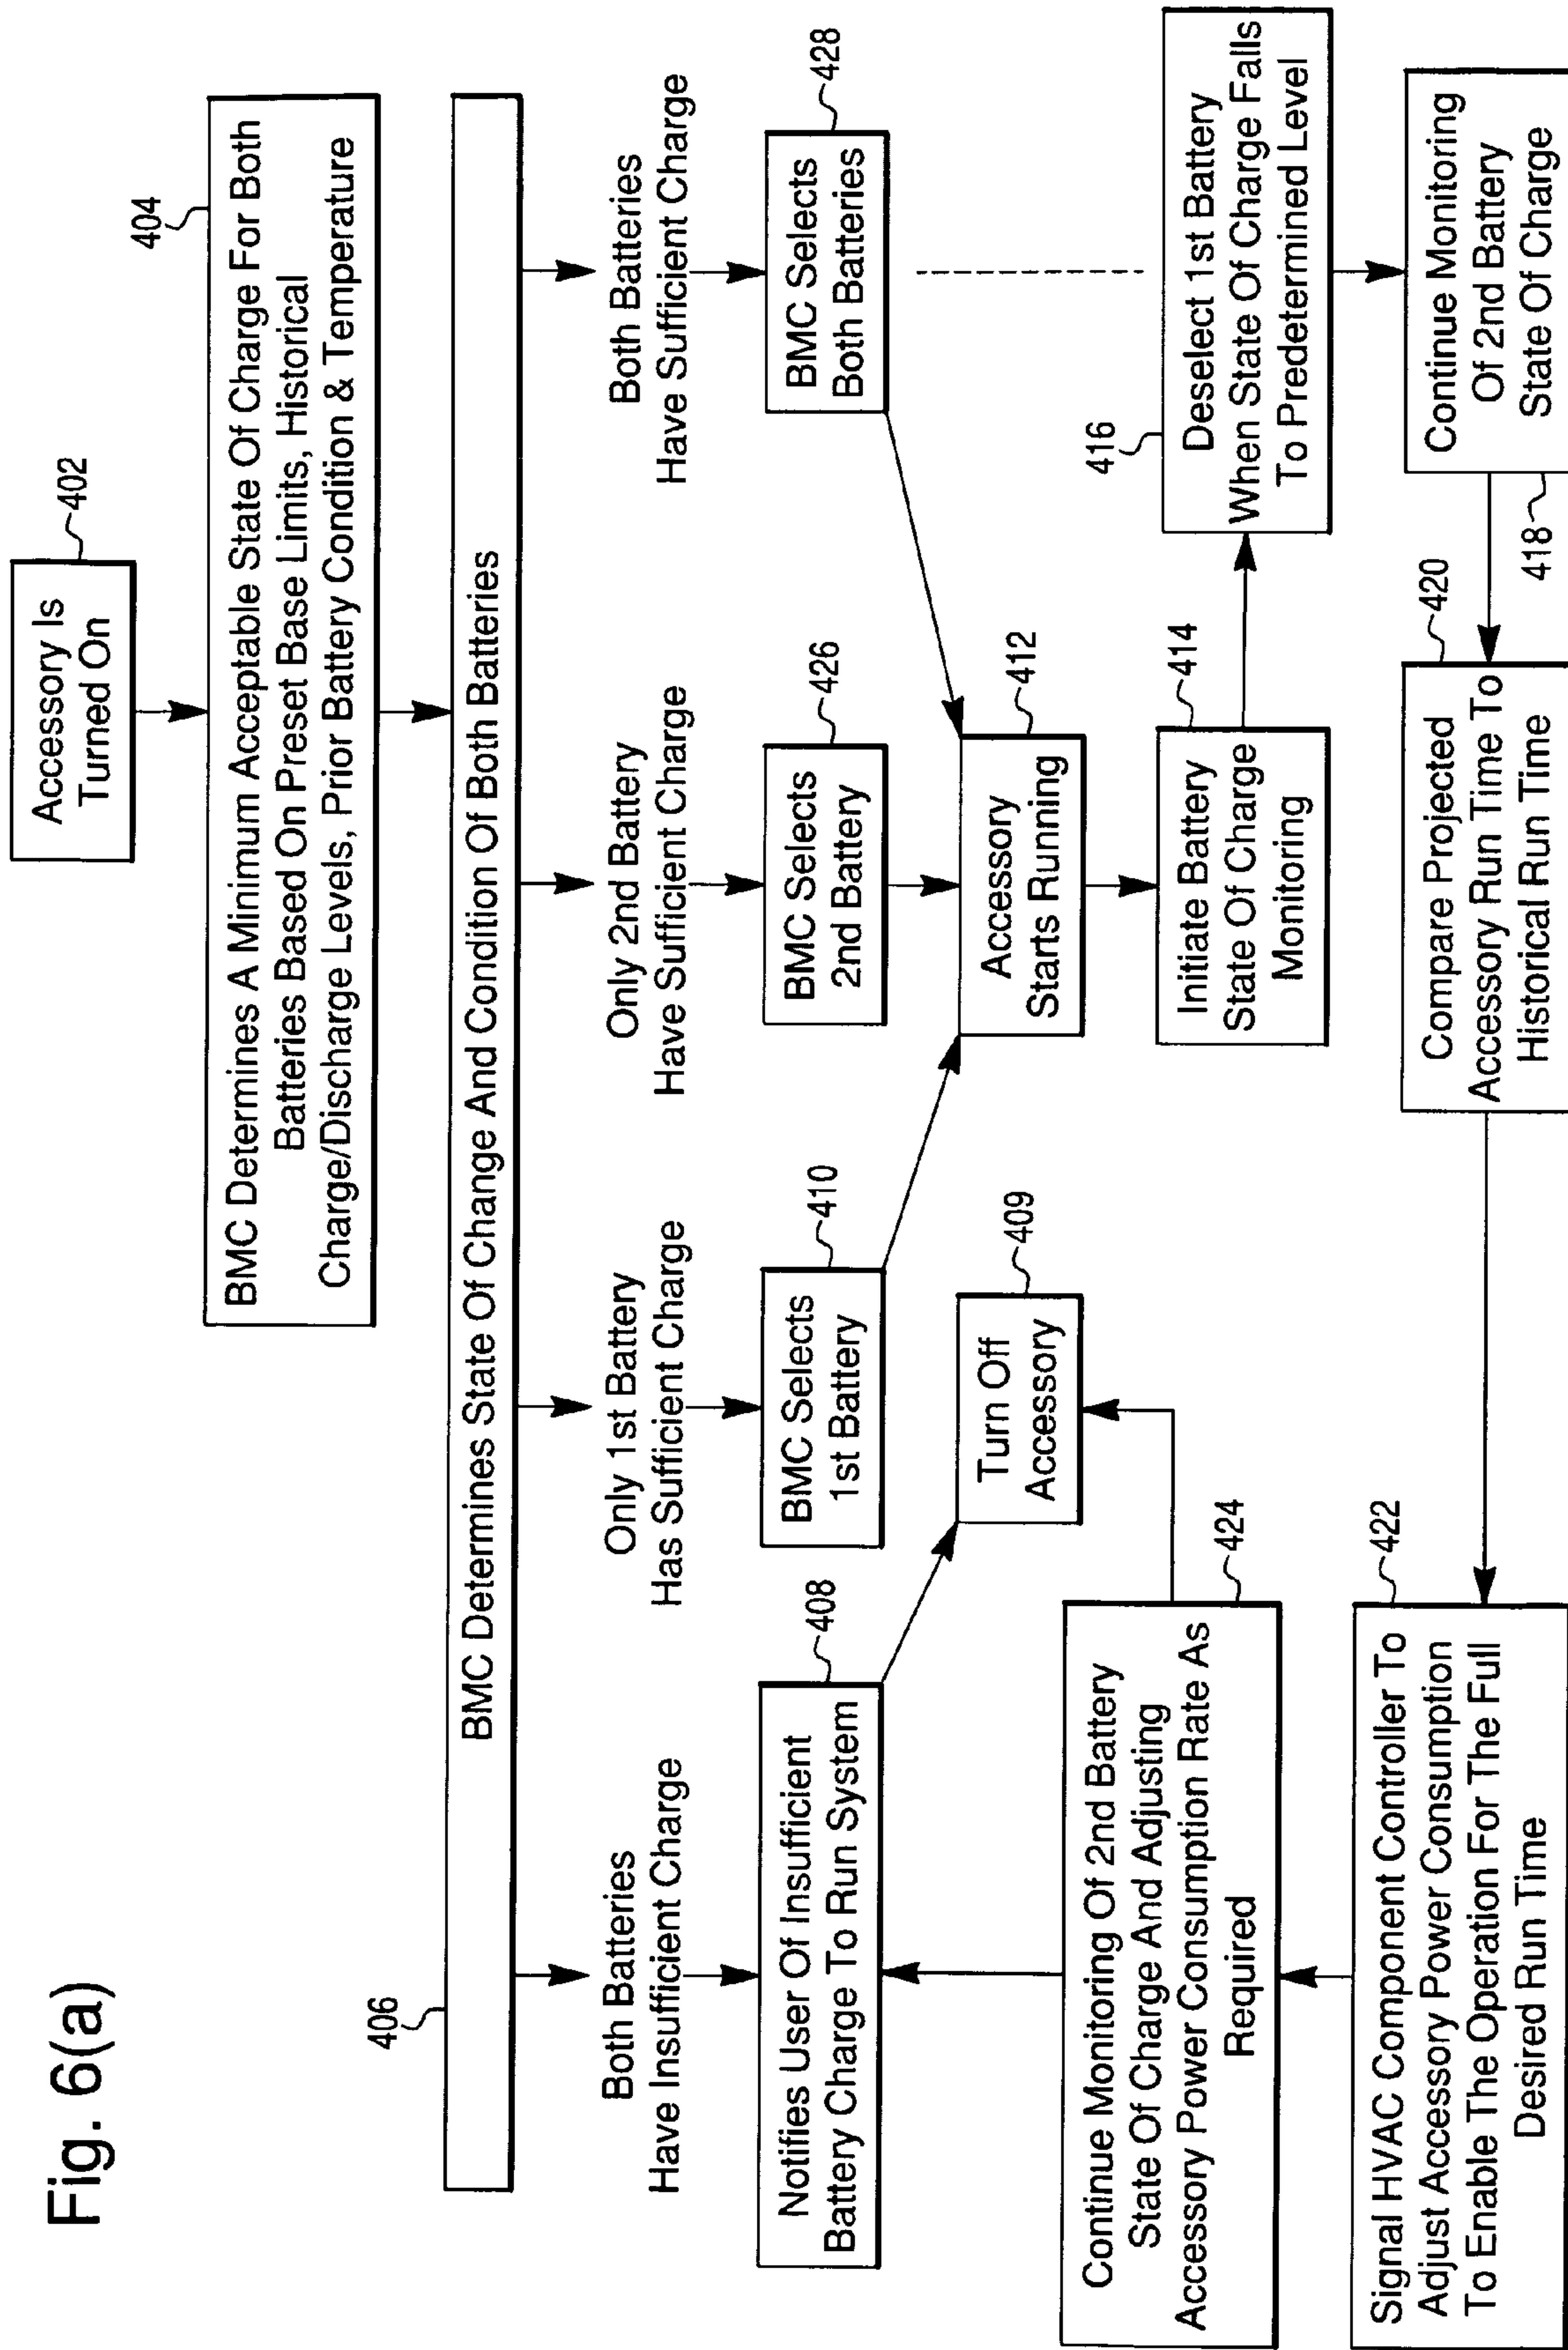 Fig. 6(a)
Accessory Is
Turned On
402
404
BMC Determines A Minimum Acceptable State Of Charge For Both
Batteries Based On Preset Base Limits, Historical
Charge/Discharge Levels, Prior Battery Condition & Temperature
406
BMC Determines State Of Change And Condition Of Both Batteries
Both Batteries
Have Insufficient Charge
Only 1st Battery
Has Sufficient Charge
Only 2nd Battery
Have Sufficient Charge
Both Batteries
Have Sufficient Charge
408
Notifies User Of Insufficient
Battery Charge To Run System
410
BMC Selects
1st Battery
426
BMC Selects
2nd Battery
428
BMC Selects
Both Batteries
409
Turn Off
Accessory
412
Accessory
Starts Running
424
Continue Monitoring Of 2nd Battery
State Of Charge And Adjusting
Accessory Power Consumption Rate As
Required
414
Initiate Battery
State Of Charge
Monitoring
416
Deselect 1st Battery
When State Of Charge Falls
To Predetermined Level
422
Signal HVAC Component Controller To
Adjust Accessory Power Consumption
To Enable The Operation For The Full
Desired Run Time
420
Compare Projected
Accessory Run Time To
Historical Run Time
418
Continue Monitoring
Of 2nd Battery
State Of Charge